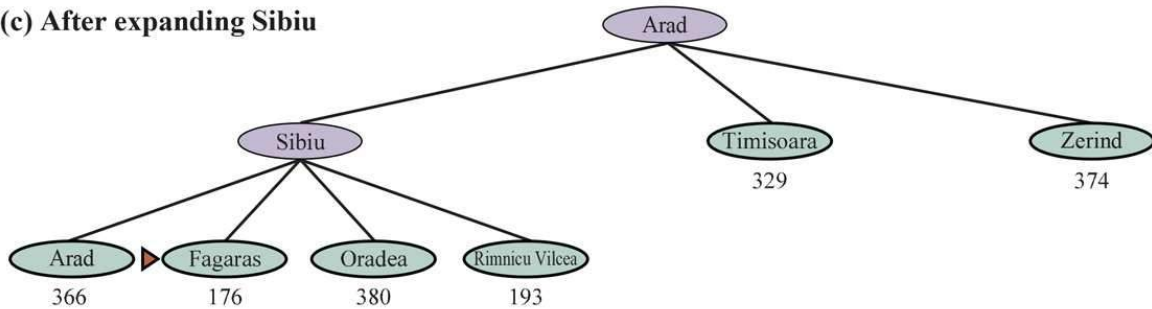 (c) After expanding Sibiu
Arad
Sibiu
Timisoara
Zerind
329
374
Arad
Fagaras
Oradea
Rimnicu Vilcea
366
176
380
193